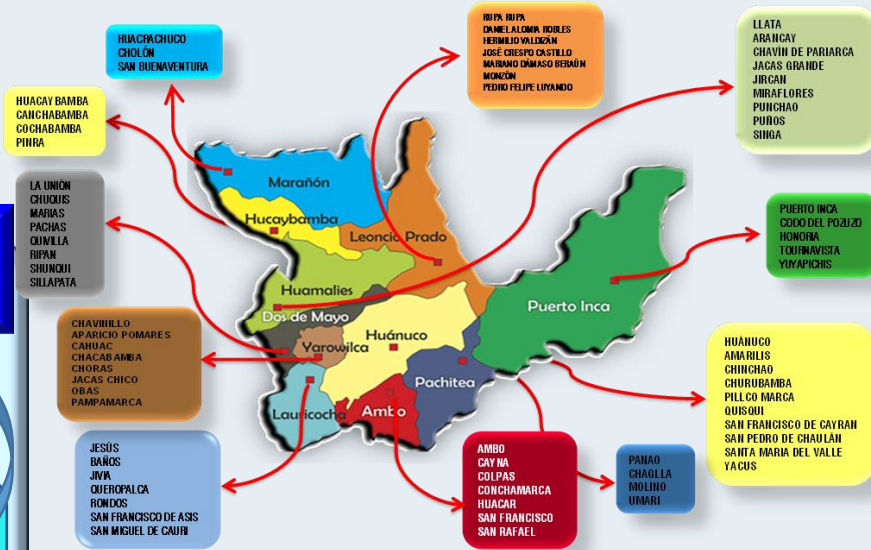 HUACRACHUCO
CHOLÓN
SAN BUENAVENTURA
RUPA RUPA
DANIEL ALOMIA ROBLES
HERMILIO VALDIZÁN
JOSÉ CRESPO CASTILLO
MARIANO DÁMASO BERAÚN
MONZÓN
PEDRO FELIPE LUYANDO
LLATA
ARANCAY
CHAVÍN DE PARIARCA
JACAS GRANDE
JIRCAN
MIRAFLORES
PUNCHAO
PUÑOS
SINGA
HUACAY BAMBA
CANCHABAMBA
COCHABAMBA
PINRA
LA UNIÓN
CHUQUIS
MARIAS
PACHAS
QUIVILLA
RIPAN
SHUNQUI
SILLAPATA
Marañón
Hucaybamba
Leoncio Prado
Huamalies
Dos de Mayo
Huánuco
Yarowilca
Puerto Inca
Pachitea
Lauricocha
Ambo
PUERTO INCA
CODO DEL POZUZO
HONORIA
TOURNAVISTA
YUYAPICHIS
CHAVINILLO
APARICIO POMARES
CAHUAC
CHACABAMBA
CHORAS
JACAS CHICO
OBAS
PAMPAMARCA
HUÁNUCO
AMARILIS
CHINCHAO
CHURUBAMBA
PILLCO MARCA
QUISQUI
SAN FRANCISCO DE CAYRAN
SAN PEDRO DE CHAULÁN
SANTA MARIA DEL VALLE
YACUS
JESÚS
BAÑOS
JIVIA
QUEROPALCA
RONDOS
SAN FRANCISCO DE ASIS
SAN MIGUEL DE CAURI
AMBO
CAYNA
COLPAS
CONCHAMARCA
HUACAR
SAN FRANCISCO
SAN RAFAEL
PANAO
CHAGLLA
MOLINO
UMARI